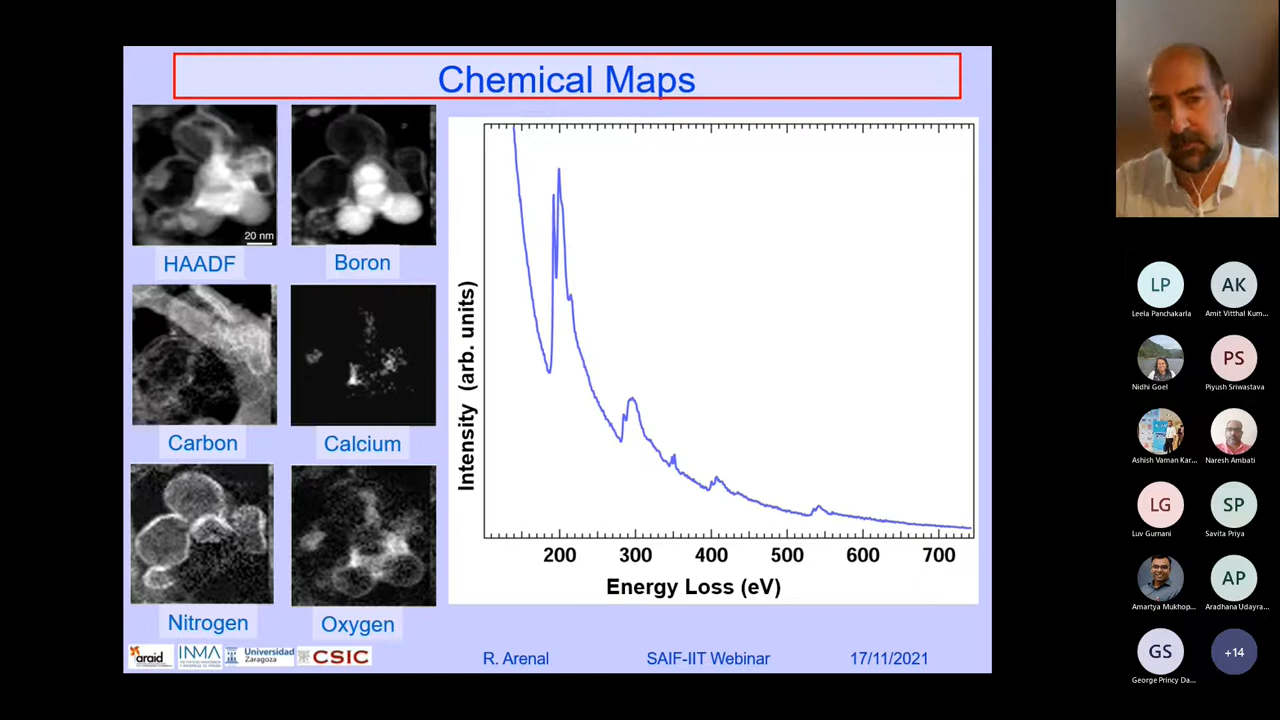 Chemical Maps
20 nm
HAADF
Boron
Carbon
Calcium
Nitrogen
Oxygen
Intensity (arb. units)
200 300 400 500 600 700
Energy Loss (eV)
araid
INMA
Universidad
Zaragoza
CSIC
R. Arenal
SAIF-IIT Webinar
17/11/2021
LP
Leela Panchakarla
AK
Amit Vitthal Kum...
Nidhi Goel
PS
Piyush Sriwastava
Ashish Vaman Kar...
Naresh Ambati
LG
Luv Gurnani
SP
Savita Priya
Amartya Mukhop...
AP
Aradhana Udayra...
GS
George Princy Da...
+14